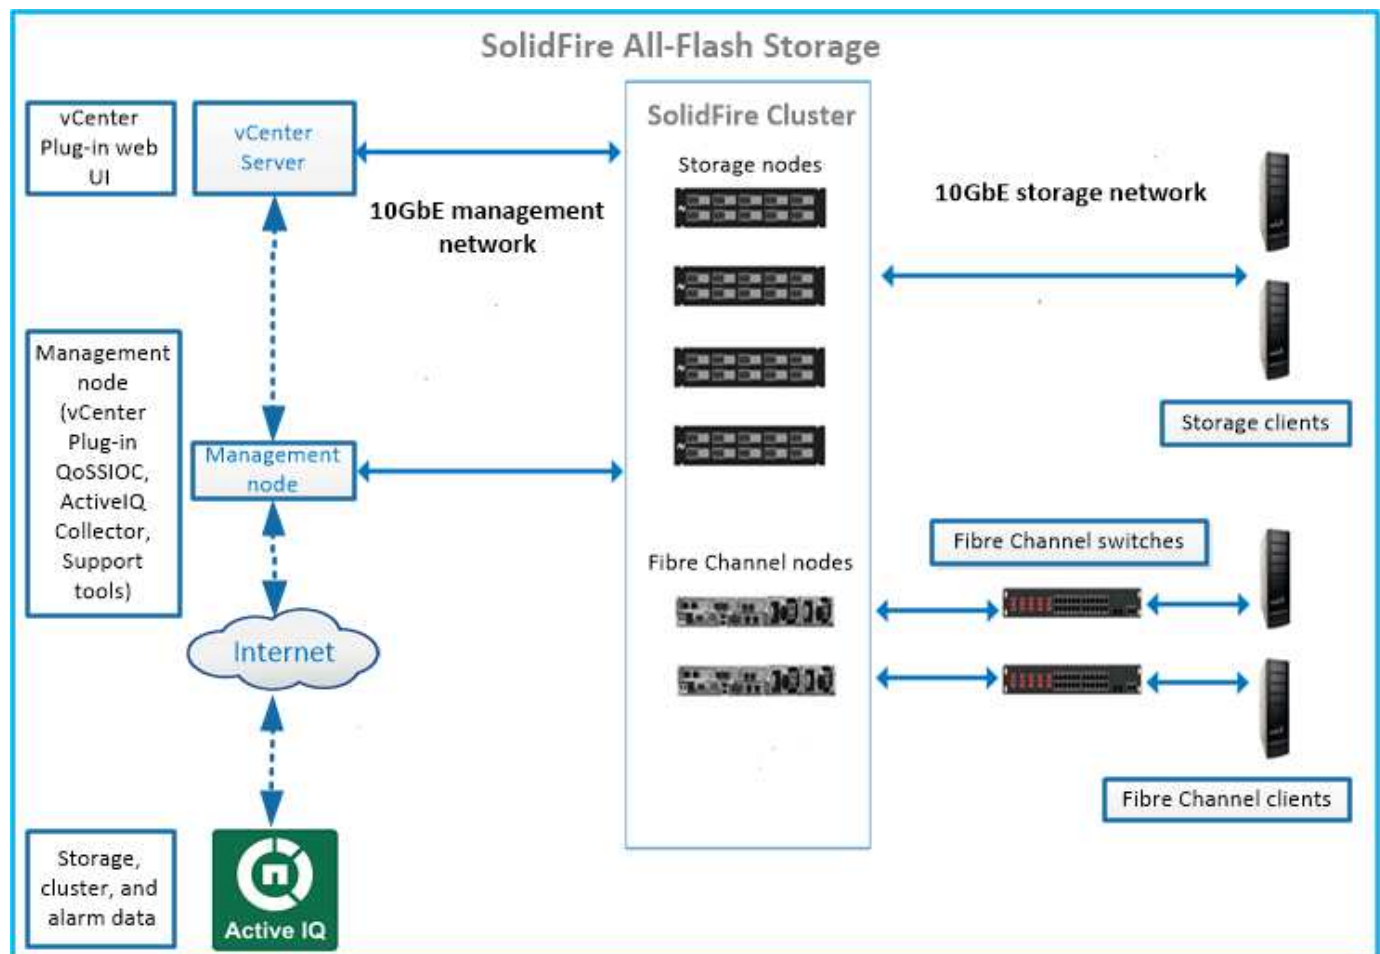 SolidFire All-Flash Storage
vCenter
Plug-in web
UI
vCenter
Server
10GbE management
network
SolidFire Cluster
Storage nodes
10GbE storage network
Storage clients
Management
node
(vCenter
Plug-in
QoSSIOC,
ActiveIQ
Collector,
Support
tools)
Management
node
Fibre Channel nodes
Fibre Channel switches
Fibre Channel clients
Internet
Storage,
cluster, and
alarm data
Active IQ